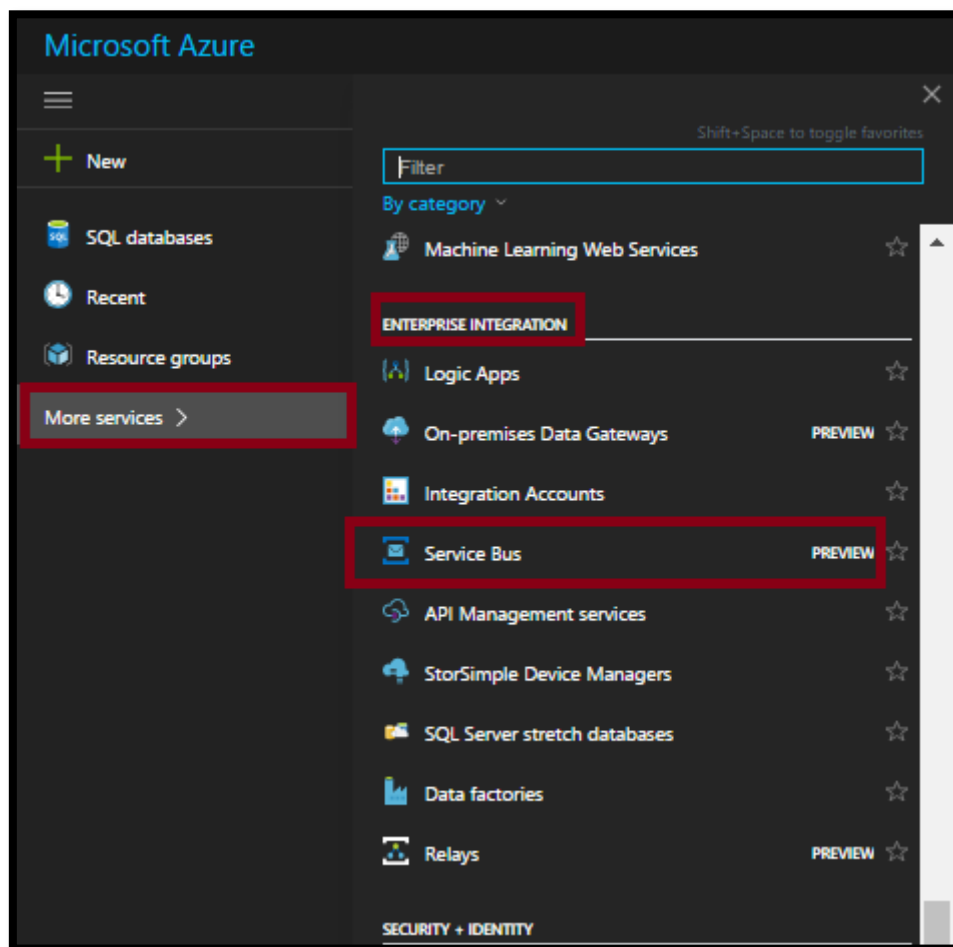 Microsoft Azure
Shift+Space to toggle favorites
New
Filter
By category
SQL databases
Machine Learning Web Services
Recent
ENTERPRISE INTEGRATION
Resource groups
Logic Apps
More services
On-premises Data Gateways PREVIEW
Integration Accounts
Service Bus PREVIEW
API Management services
StorSimple Device Managers
SQL Server stretch databases
Data factories
Relays PREVIEW
SECURITY + IDENTITY